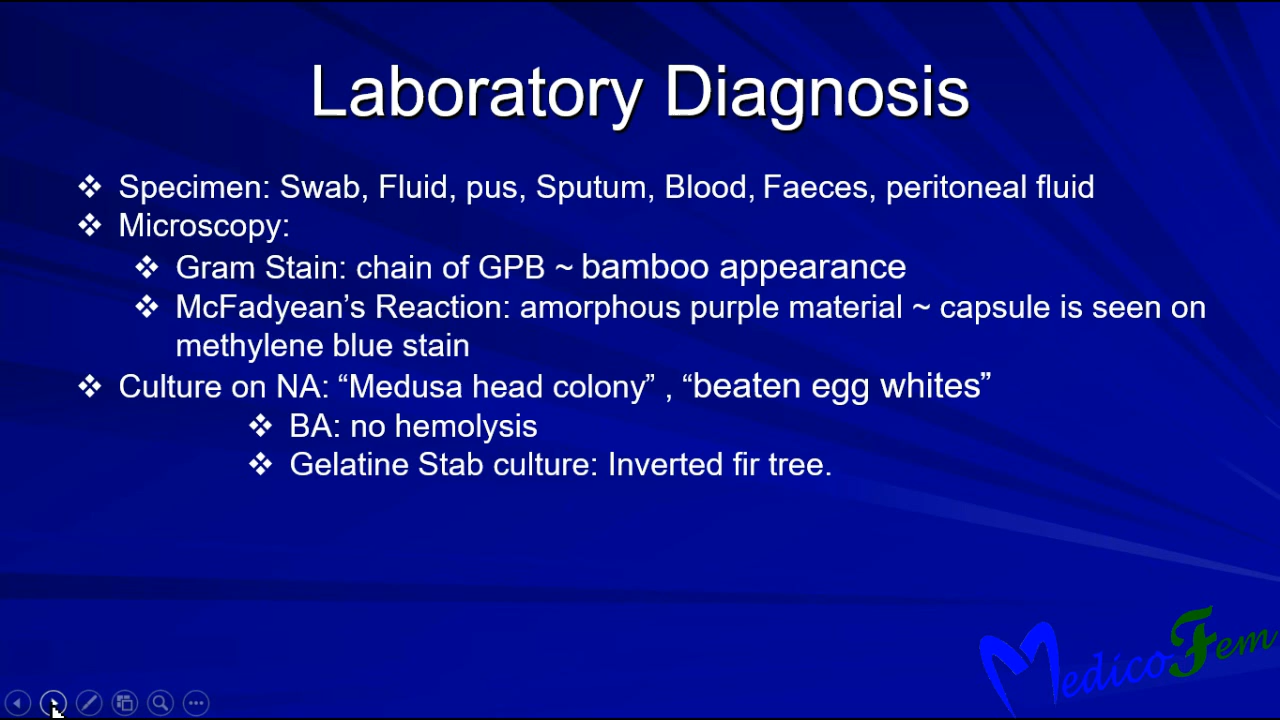 Laboratory Diagnosis
❖ Specimen: Swab, Fluid, pus, Sputum, Blood, Faeces, peritoneal fluid
❖ Microscopy:
❖ Gram Stain: chain of GPB ~ bamboo appearance
❖ McFadyean’s Reaction: amorphous purple material ~ capsule is seen on
methylene blue stain
❖ Culture on NA: “Medusa head colony” , “beaten egg whites”
❖ BA: no hemolysis
❖ Gelatine Stab culture: Inverted fir tree.
MedicoFem